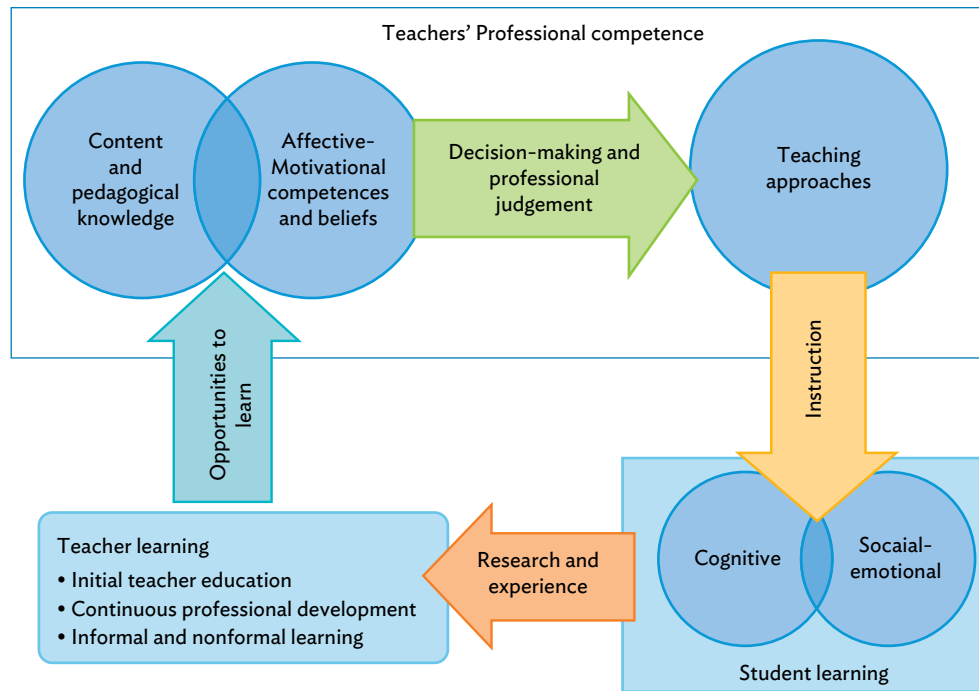 Teachers' Professional competence
Content
and
pedagogical
knowledge
Affective-
Motivational
competences
and beliefs
Decision-making and
professional
judgement
Teaching
approaches
Opportunities to
learn
Instruction
Teacher learning
• Initial teacher education
• Continuous professional development
• Informal and nonformal learning
Research and
experience
Cognitive
Socaial-
emotional
Student learning